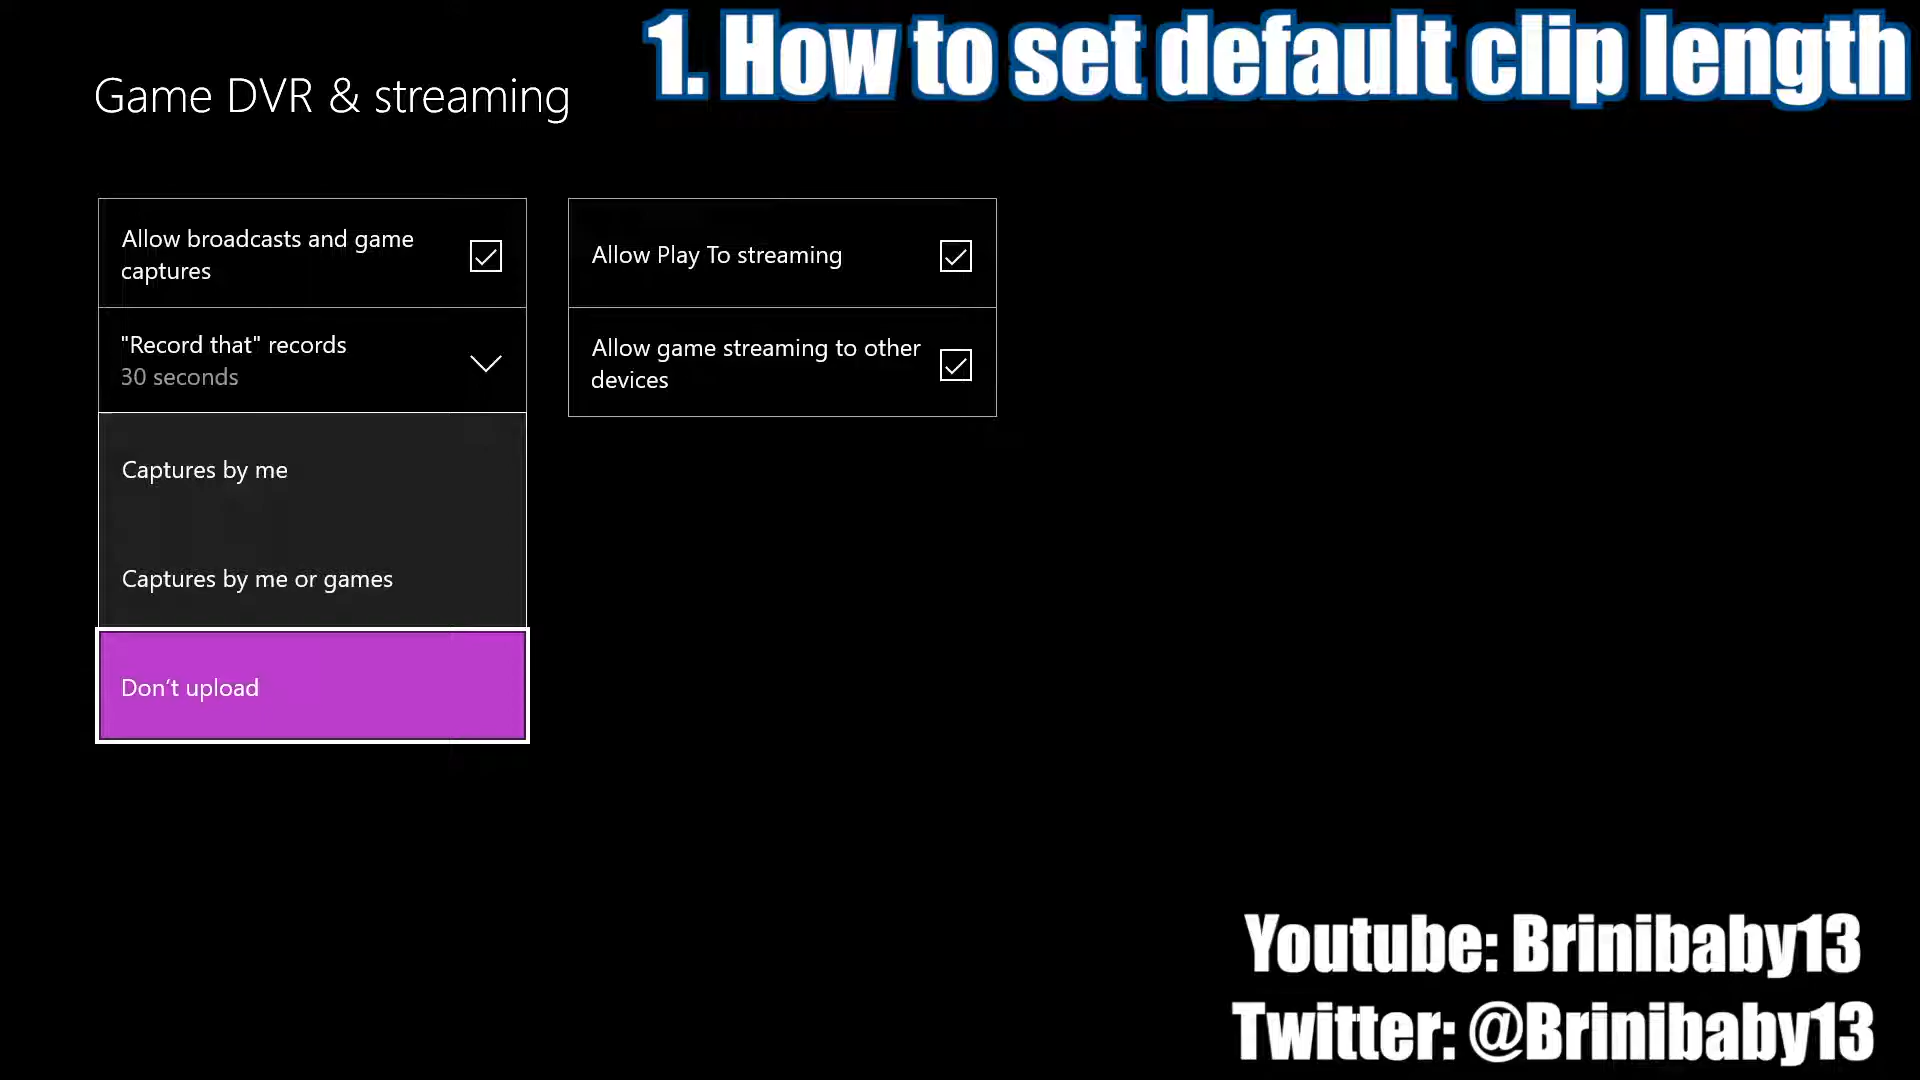 1. How to set default clip length
Game DVR & streaming
Allow broadcasts and game
captures
"Record that" records
30 seconds
Captures by me
Captures by me or games
Don’t upload
Allow Play To streaming
Allow game streaming to other
devices
Youtube: Brinibaby13
Twitter: @Brinibaby13